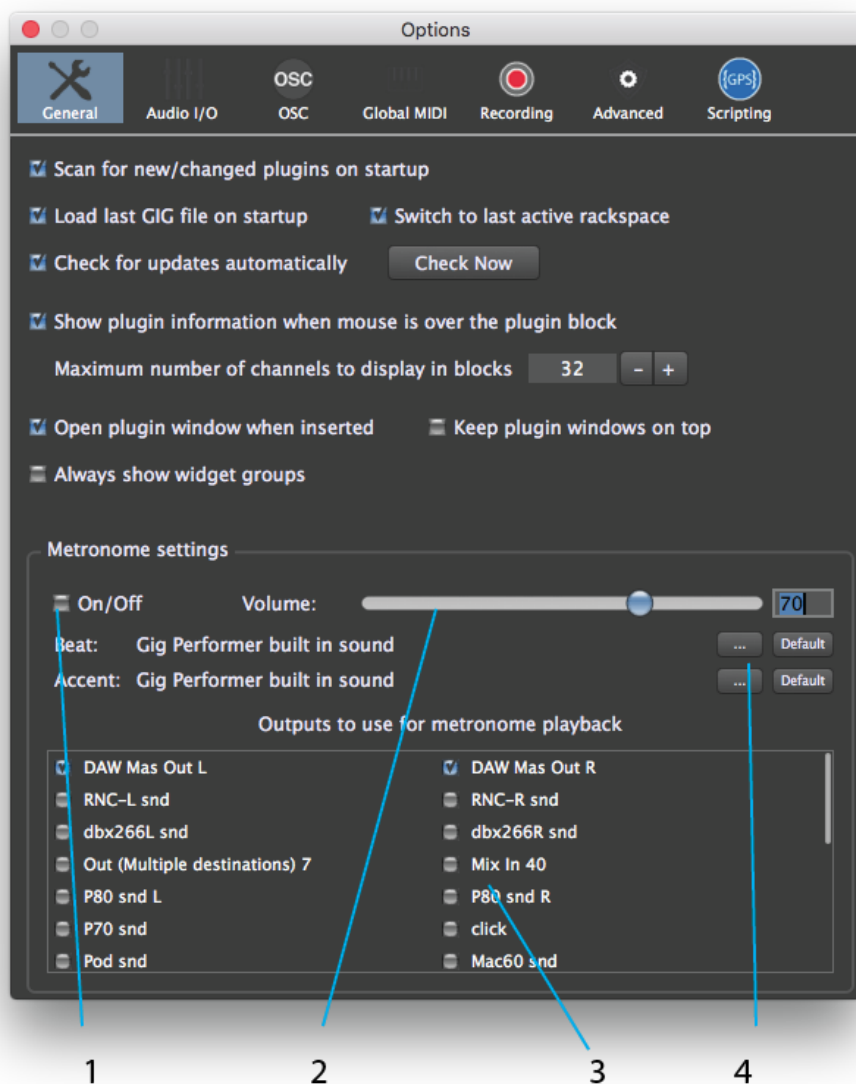 Options
General Audio I/O OSC OSC Global MIDI Recording Advanced {GPS} Scripting
Scan for new/changed plugins on startup
Load last GIG file on startup Switch to last active rackspace
Check for updates automatically Check Now
Show plugin information when mouse is over the plugin block
Maximum number of channels to display in blocks 32 - +
Open plugin window when inserted Keep plugin windows on top
Always show widget groups
Metronome settings
On/Off Volume: 70
Beat: Gig Performer built in sound ... Default
Accent: Gig Performer built in sound ... Default
Outputs to use for metronome playback
DAW Mas Out L DAW Mas Out R
RNC-L snd RNC-R snd
dbx266L snd dbx266R snd
Out (Multiple destinations) 7 Mix In 40
P80 snd L P80 snd R
P70 snd click
Pod snd Mac60 snd
1 2 3 4